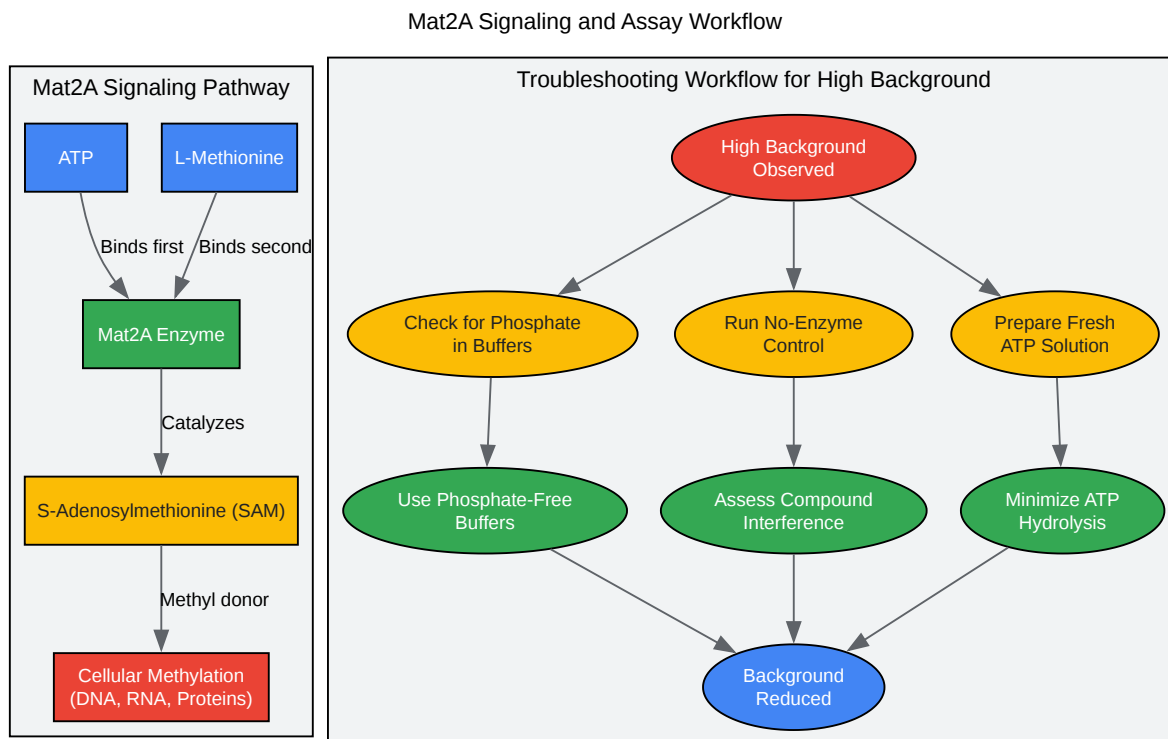 Mat2A Signaling and Assay Workflow
Mat2A Signaling Pathway
ATP
L-Methionine
Binds first
Binds second
Mat2A Enzyme
Catalyzes
S-Adenosylmethionine (SAM)
Methyl donor
Cellular Methylation
(DNA, RNA, Proteins)
Troubleshooting Workflow for High Background
High Background
Observed
Check for Phosphate
in Buffers
Run No-Enzyme
Control
Prepare Fresh
ATP Solution
Use Phosphate-Free
Buffers
Assess Compound
Interference
Minimize ATP
Hydrolysis
Background
Reduced